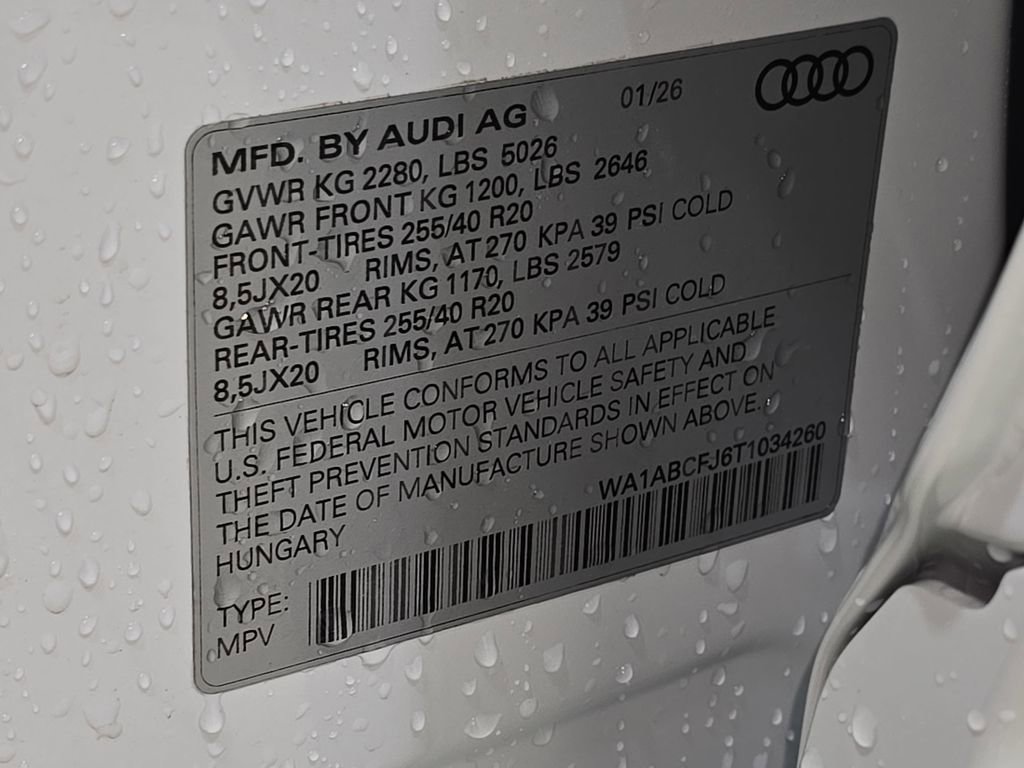 01/26
MFD. BY AUDI AG
GVWR KG 2280, LBS 5026
GAWR FRONT KG 1200, LBS 2646
FRONT-TIRES 255/40 R20
8,5JX20 RIMS, AT 270 KPA 39 PSI COLD
GAWR REAR KG 1170, LBS 2579
REAR-TIRES 255/40 R20
8,5JX20 RIMS, AT 270 KPA 39 PSI COLD
THIS VEHICLE CONFORMS TO ALL APPLICABLE
U.S. FEDERAL MOTOR VEHICLE SAFETY AND
THEFT PREVENTION STANDARDS IN EFFECT ON
THE DATE OF MANUFACTURE SHOWN ABOVE.
HUNGARY
WA1ABCFJ6T1034260
TYPE:
MPV